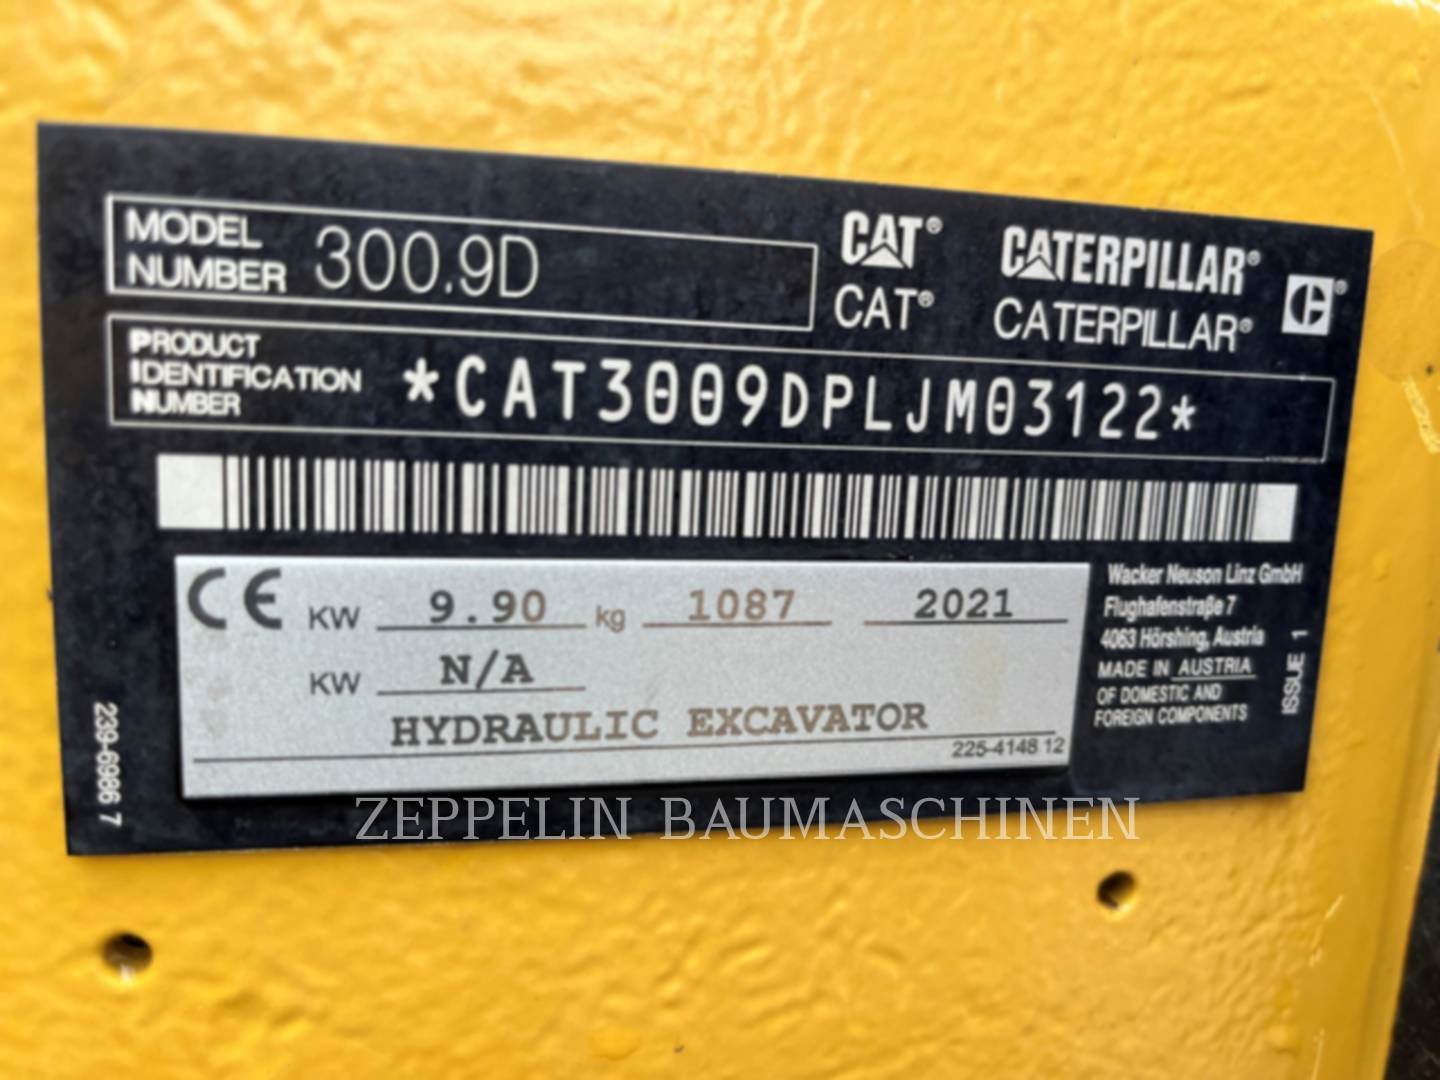 MODEL
NUMBER 300.9D
CAT® CATERPILLAR®
CAT® CATERPILLAR®
PRODUCT
IDENTIFICATION
NUMBER
*CAT3009DPLJM03122*
CE KW 9.90 kg 1087 2021
KW N/A
HYDRAULIC EXCAVATOR
225-4148 12
Wacker Neuson Linz GmbH
Flughafenstraße 7
4063 Hörshing, Austria
MADE IN AUSTRIA
OF DOMESTIC AND
FOREIGN COMPONENTS
ISSUE 1
239-6986 7
ZEPPELIN BAUMASCHINEN